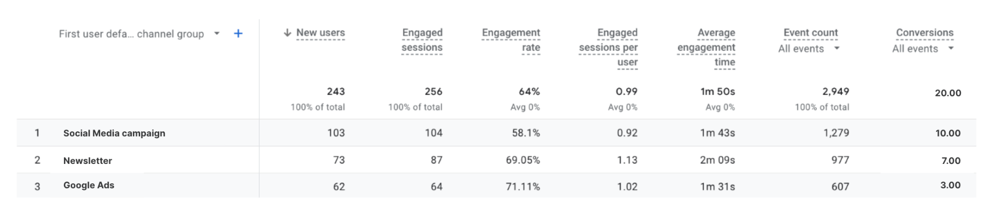 First user defa... channel group +
New users Engaged sessions Engagement rate Engaged sessions per user Average engagement time Event count All events Conversions All events
243 256 64% 0.99 1m 50s 2,949 20.00
100% of total 100% of total Avg 0% Avg 0% Avg 0% 100% of total
1 Social Media campaign 103 104 58.1% 0.92 1m 43s 1,279 10.00
2 Newsletter 73 87 69.05% 1.13 2m 09s 977 7.00
3 Google Ads 62 64 71.11% 1.02 1m 31s 607 3.00